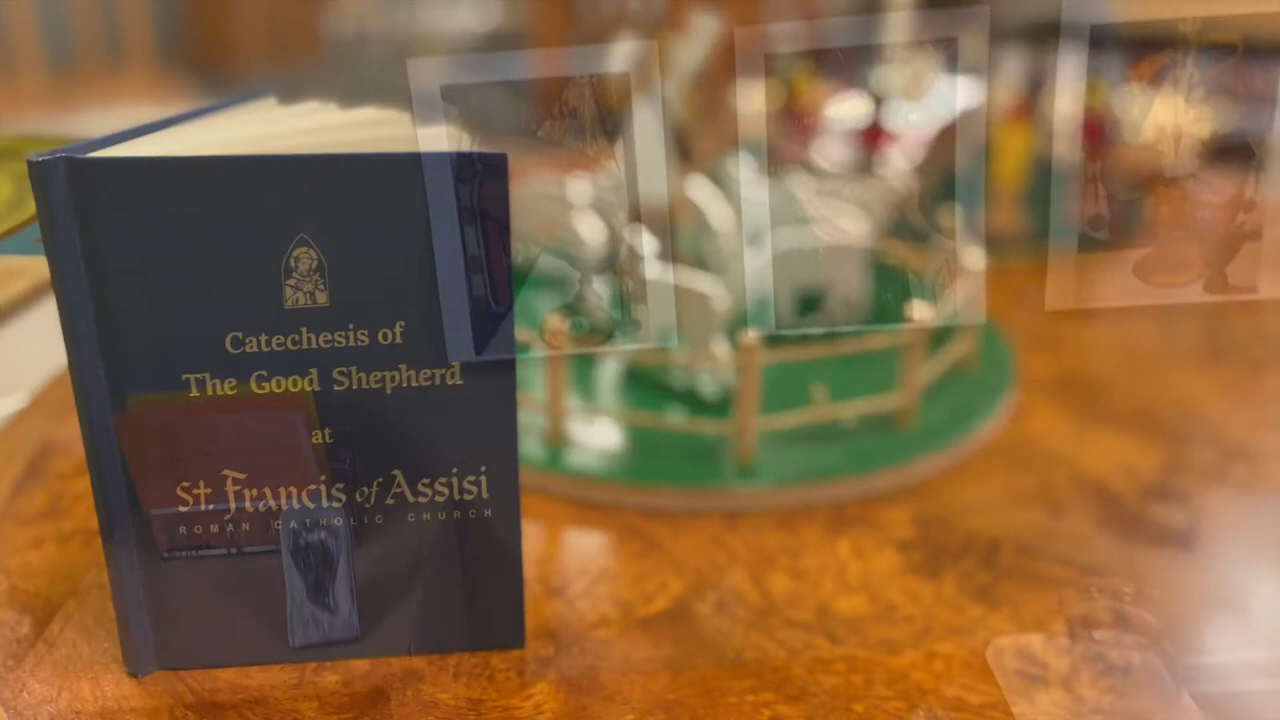 Catechesis of
The Good Shepherd
at
St. Francis of Assisi
ROMAN CATHOLIC CHURCH